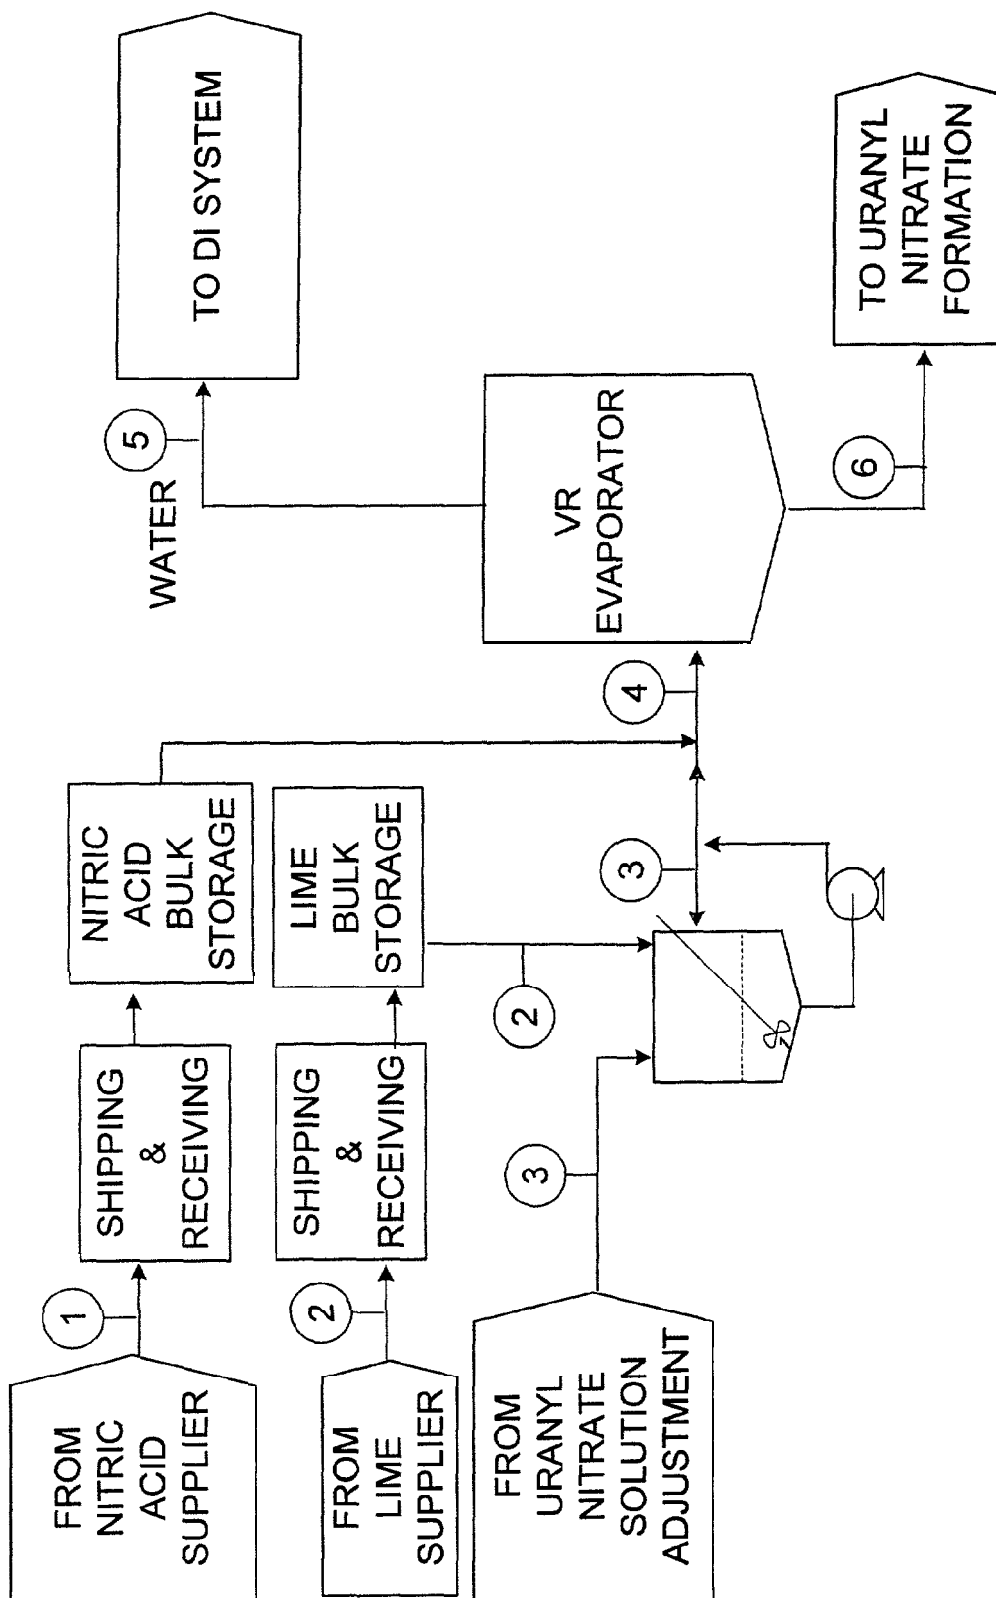 FROM
NITRIC
ACID
SUPPLIER
1
SHIPPING
&
RECEIVING
NITRIC
ACID
BULK
STORAGE
FROM
LIME
SUPPLIER
2
SHIPPING
&
RECEIVING
LIME
BULK
STORAGE
2
FROM
URANYL
NITRATE
SOLUTION
ADJUSTMENT
3
3
4
VR
EVAPORATOR
WATER
5
TO DI SYSTEM
6
TO URANYL
NITRATE
FORMATION